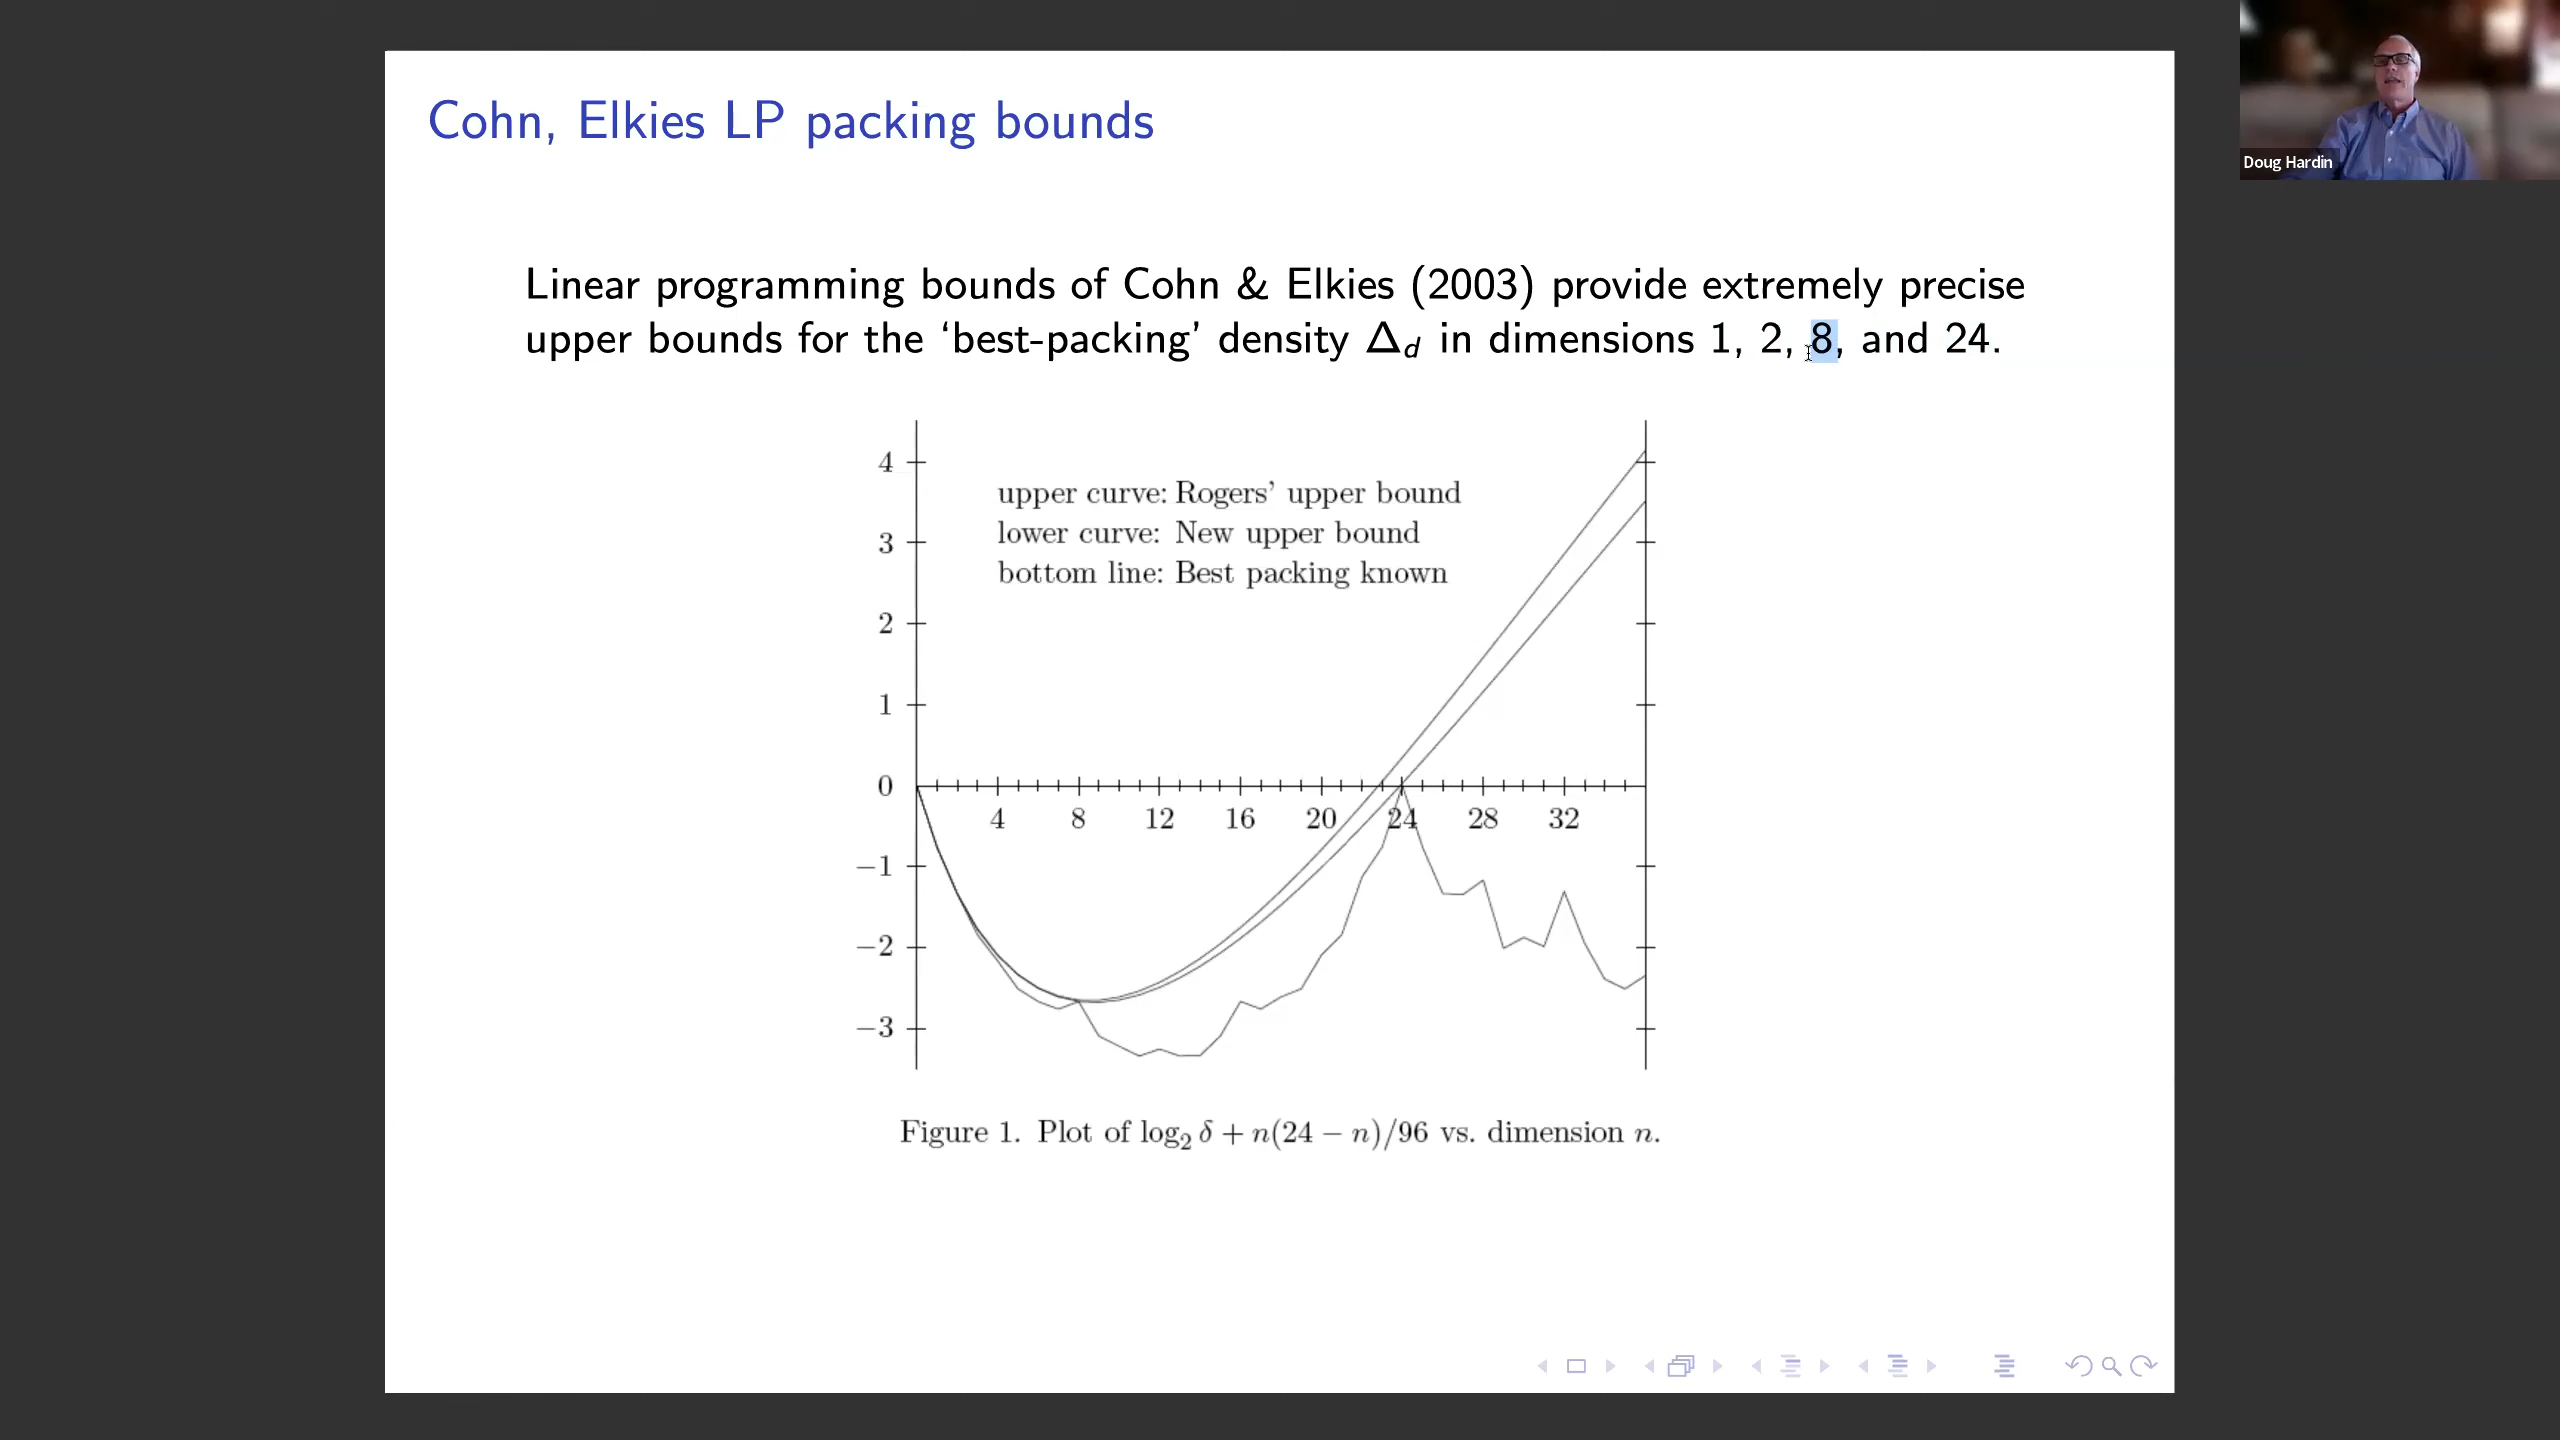 Cohn, Elkies LP packing bounds
Doug Hardin
Linear programming bounds of Cohn & Elkies (2003) provide extremely precise
upper bounds for the ‘best-packing’ density Δ_d in dimensions 1, 2, 8, and 24.
4
upper curve: Rogers’ upper bound
lower curve: New upper bound
3
bottom line: Best packing known
2
1
0
4 8 12 16 20 24 28 32
−1
−2
−3
Figure 1. Plot of log₂ δ + n(24 − n)/96 vs. dimension n.